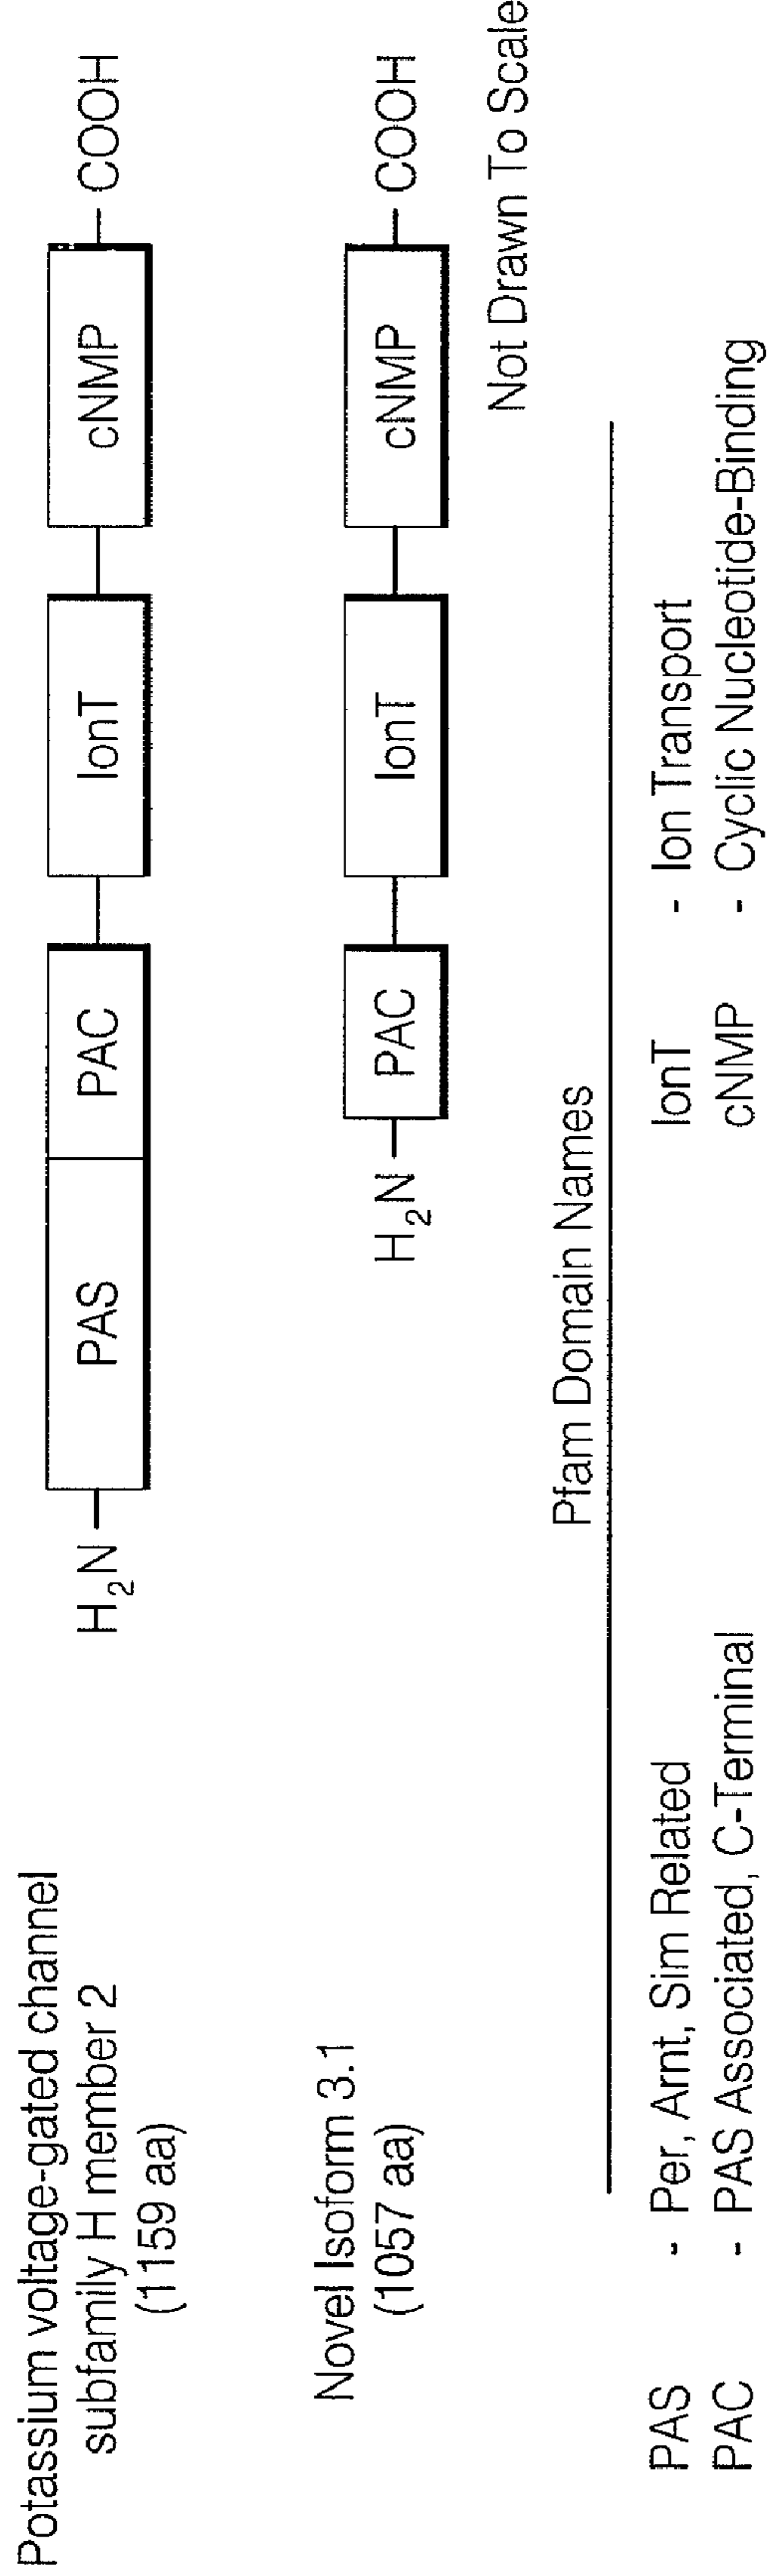 Potassium voltage-gated channel
subfamily H member 2
(1159 aa)
H2N PAS PAC IonT cNMP COOH
Novel Isoform 3.1
(1057 aa)
H2N PAC IonT cNMP COOH
Not Drawn To Scale
Pfam Domain Names
PAS - Per, Arnt, Sim Related IonT - Ion Transport
PAC - PAS Associated, C-Terminal cNMP - Cyclic Nucleotide-Binding